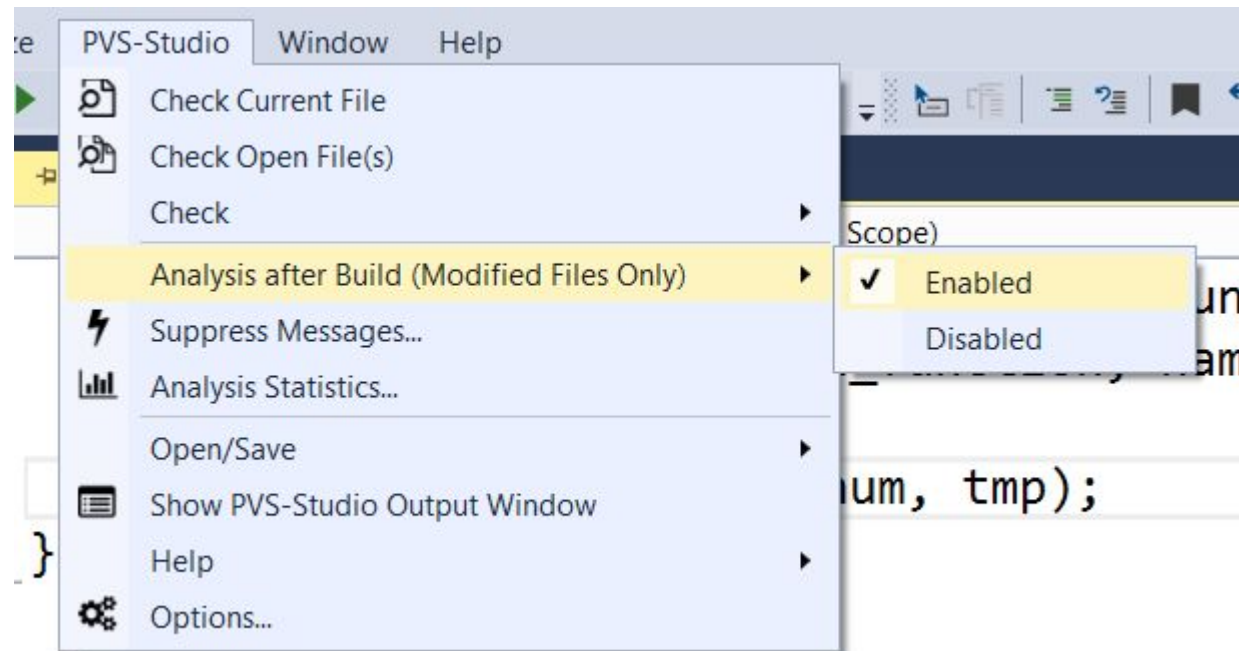 PVS-Studio Window Help
Check Current File
Check Open File(s)
Check
Scope)
Analysis after Build (Modified Files Only)
Enabled
Suppress Messages...
Disabled
Analysis Statistics...
Open/Save
Show PVS-Studio Output Window
num, tmp);
}
Help
Options...